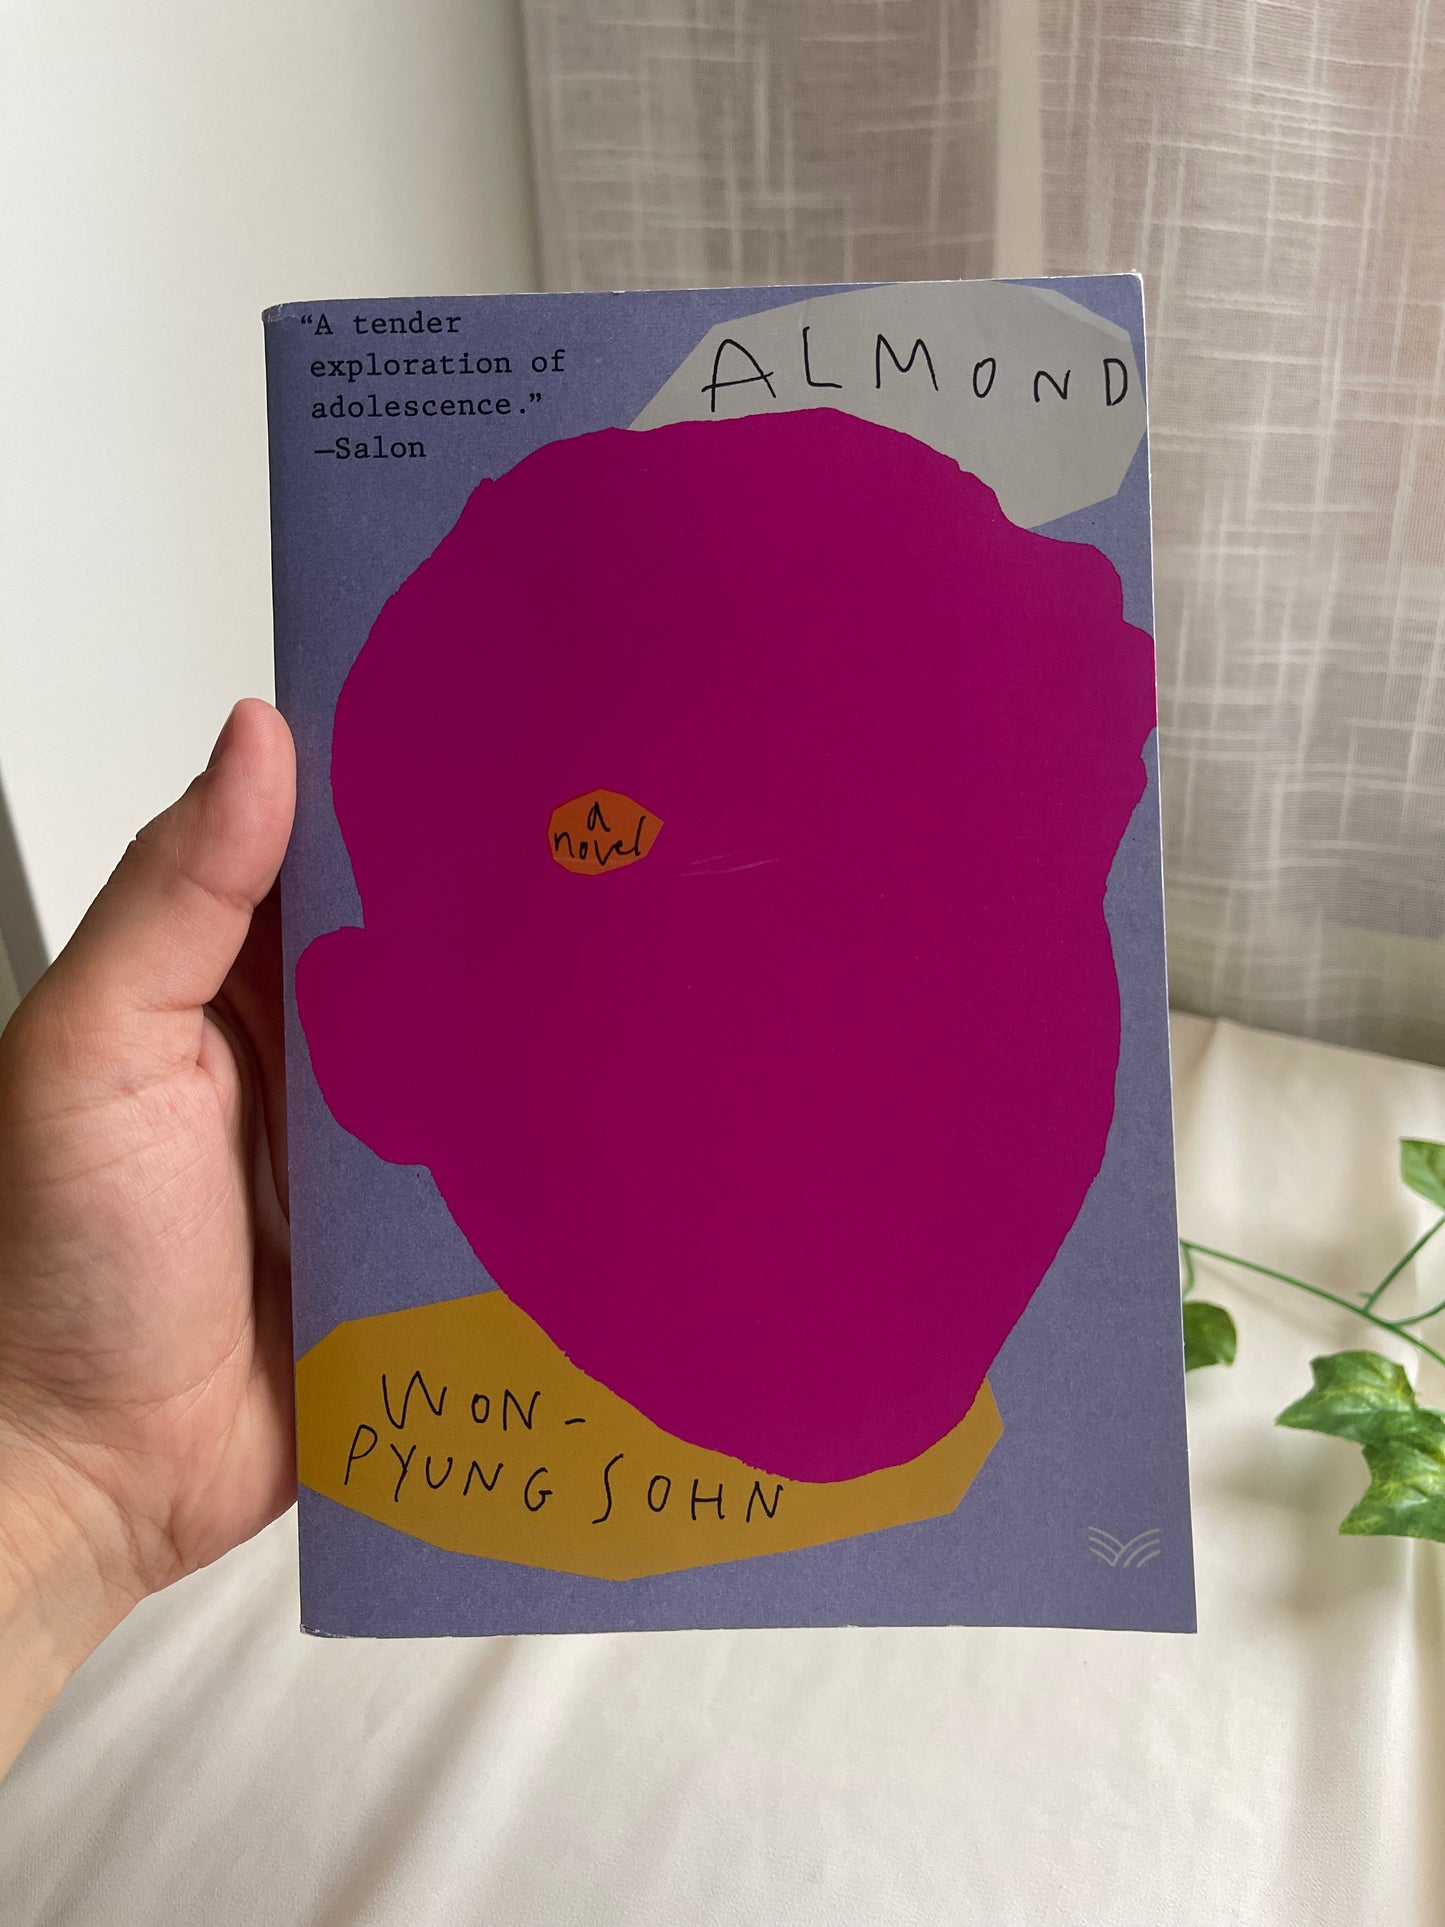 “A tender
exploration of
adolescence.”
—Salon
ALMOND
a
novel
WON-
PYUNG SOHN